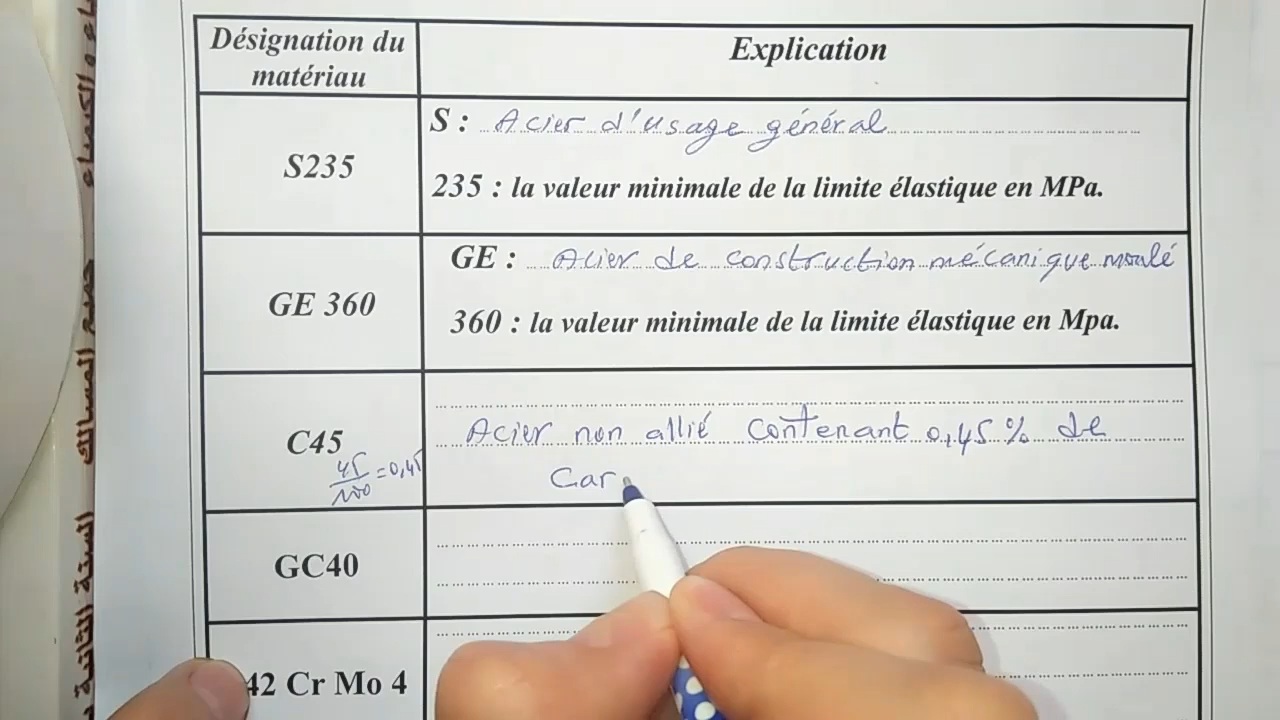 Désignation du
matériau
Explication
S235
S : Acier d'usage général
235 : la valeur minimale de la limite élastique en MPa.
GE 360
GE : Acier de construction mécanique moulé
360 : la valeur minimale de la limite élastique en Mpa.
C45
45/100 = 0,45
Acier non allié contenant 0,45 % de
Car
GC40
42 Cr Mo 4